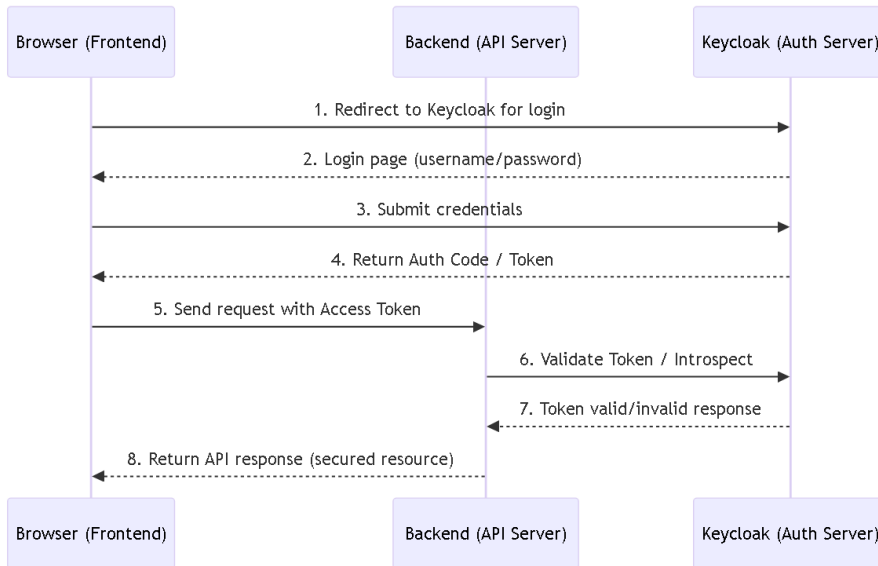 Browser (Frontend)
Backend (API Server)
Keycloak (Auth Server)
1. Redirect to Keycloak for login
2. Login page (username/password)
3. Submit credentials
4. Return Auth Code / Token
5. Send request with Access Token
6. Validate Token / Introspect
7. Token valid/invalid response
8. Return API response (secured resource)
Browser (Frontend)
Backend (API Server)
Keycloak (Auth Server)